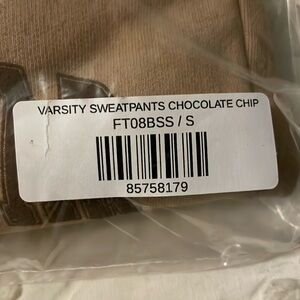 VARSITY SWEATPANTS CHOCOLATE CHIP
FT08BSS / S
85758179